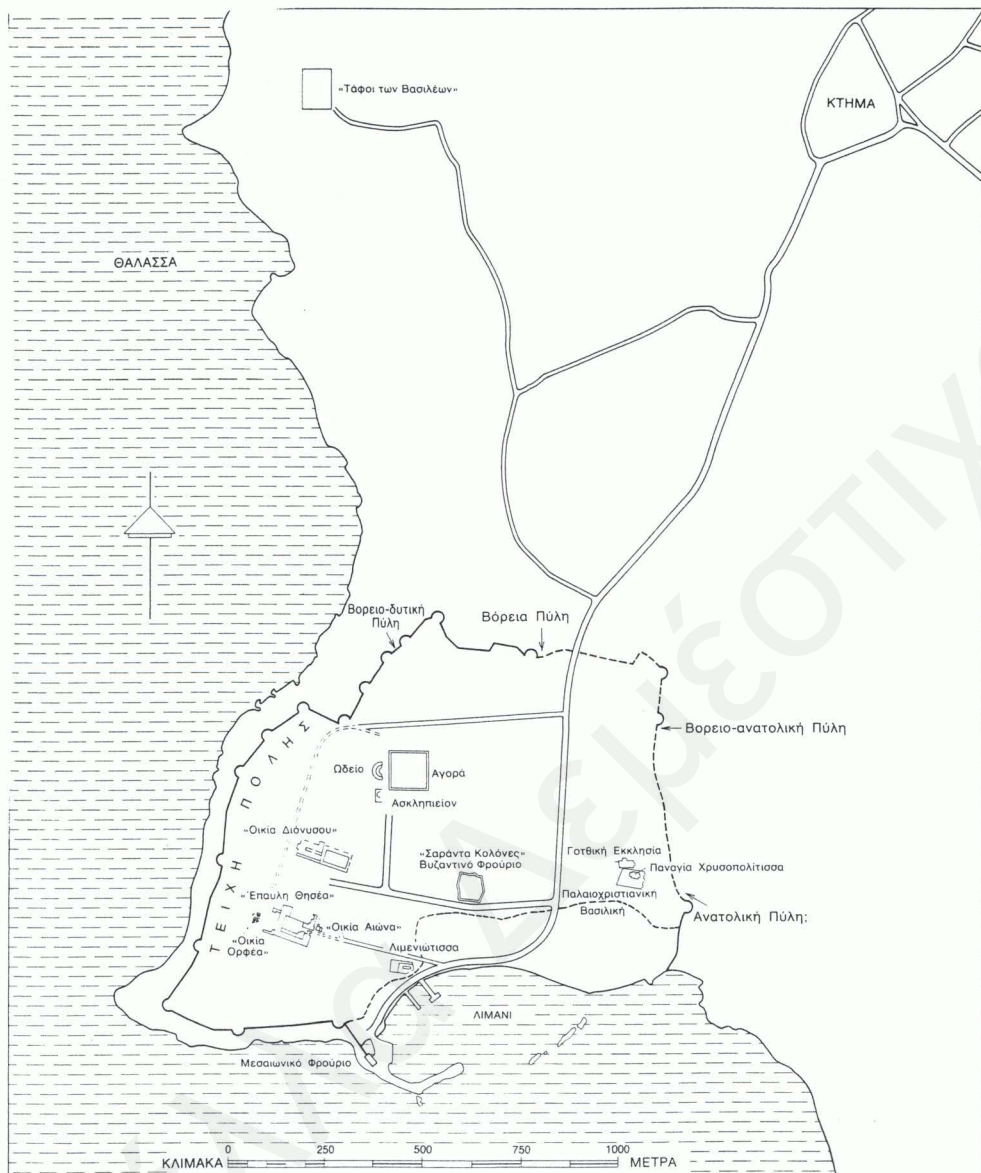 «Τάφοι των Βασιλέων»
ΚΤΗΜΑ
ΘΑΛΑΣΣΑ
Βορειο-δυτική
Πύλη
Βόρεια Πύλη
Βορειο-ανατολική Πύλη
ΤΕΙΧΗ ΠΟΛΗΣ
Ωδείο
Αγορά
Ασκληπιείον
«Οικία Διόνυσου»
«Σαράντα Κολόνες»
Βυζαντινό Φρούριο
Γοτθική Εκκλησία
Παναγία Χρυσοπολίτισσα
Παλαιοχριστιανικη
Βασιλική
Ανατολική Πύλη;
«Έπαυλη Θησέα»
«Οικία Αιώνα»
«Οικία
Ορφέα»
Λιμενιώτισσα
ΛΙΜΑΝΙ
Μεσαιωνικό Φρούριο
0 250 500 750 1000
ΚΛΙΜΑΚΑ ΜΕΤΡΑ